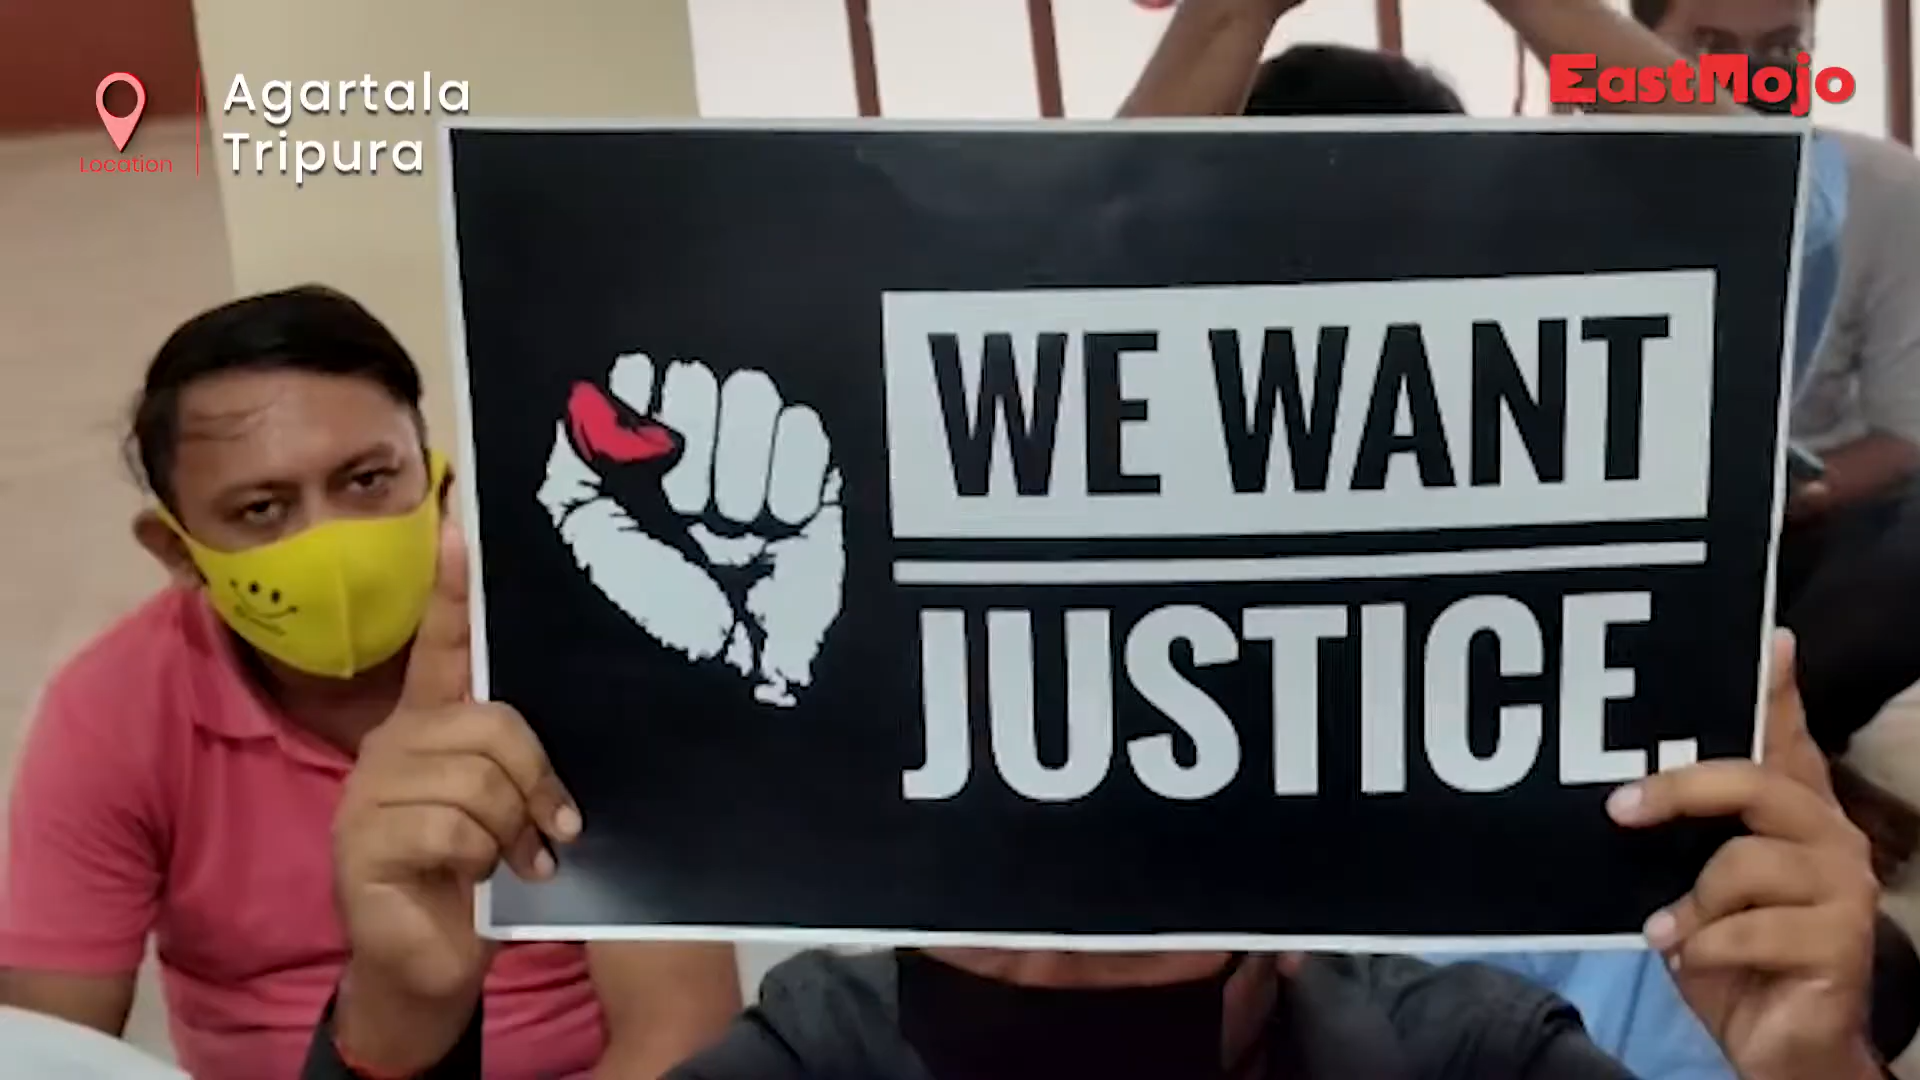 Agartala
Tripura
Location
EastMojo
WE WANT
JUSTICE.